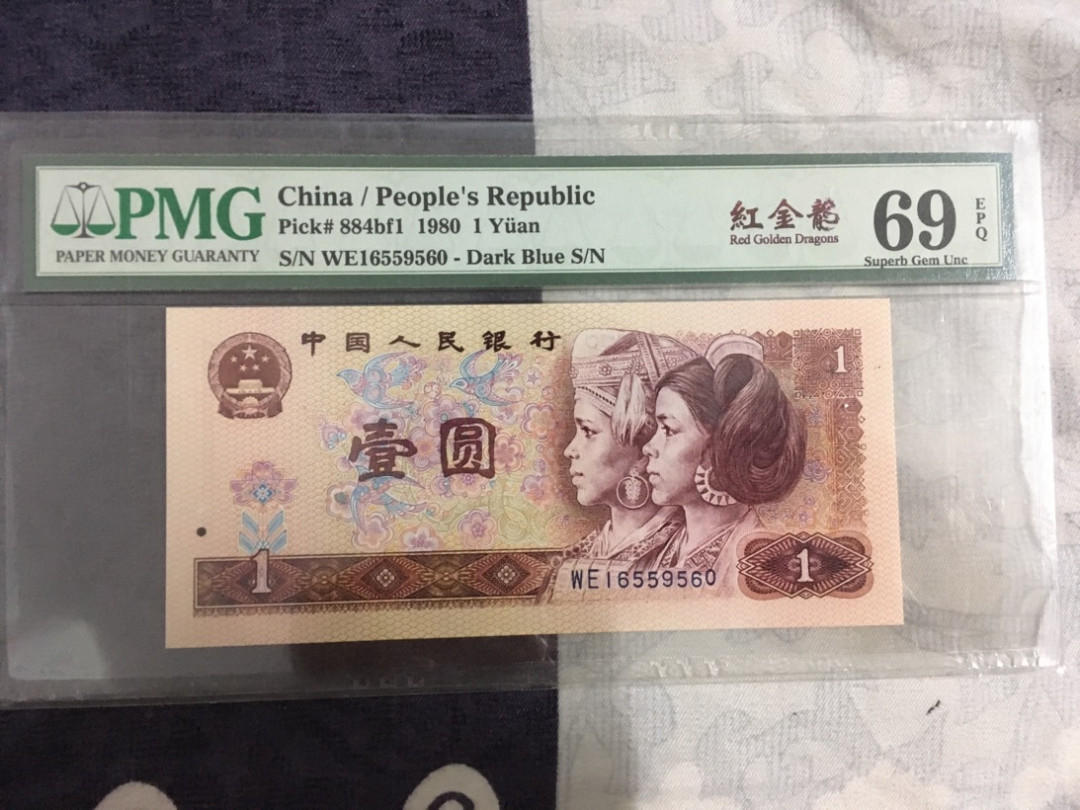 PMG
PAPER MONEY GUARANTY
China / People's Republic
Pick# 884bf1 1980 1 Yüan
S/N WE16559560 - Dark Blue S/N
紅金龍
Red Golden Dragons
69
EPQ
Superb Gem Unc
中国人民银行
1
壹圆
1
WE16559560
1